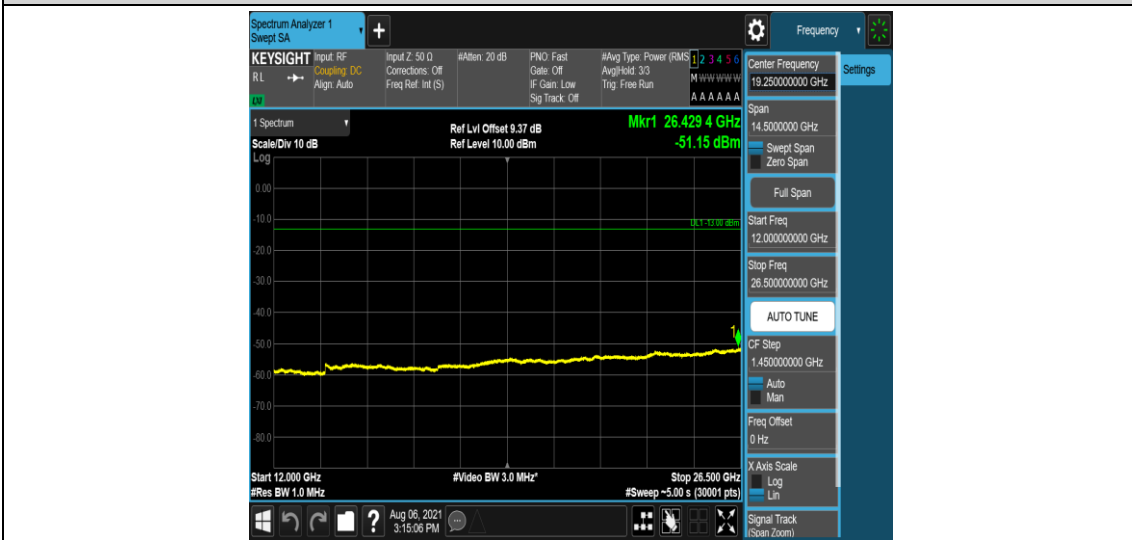 Spectrum Analyzer 1
Swept SA
+
Frequency
KEYSIGHT
RL
LXI
Input: RF
Coupling: DC
Align: Auto
Input Z: 50 Ω
Corrections: Off
Freq Ref: Int (S)
#Atten: 20 dB
PNO: Fast
Gate: Off
IF Gain: Low
Sig Track: Off
#Avg Type: Power (RMS
Avg|Hold: 3/3
Trig: Free Run
1 2 3 4 5 6
M W W W W W
A A A A A A
1 Spectrum
Scale/Div 10 dB
Log
Ref Lvl Offset 9.37 dB
Ref Level 10.00 dBm
Mkr1 26.429 4 GHz
-51.15 dBm
0.00
-10.0
DL1 -13.00 dBm
-20.0
-30.0
-40.0
1
-50.0
-60.0
-70.0
-80.0
Start 12.000 GHz
#Res BW 1.0 MHz
#Video BW 3.0 MHz*
Stop 26.500 GHz
#Sweep ~5.00 s (30001 pts)
?
Aug 06, 2021
3:15:06 PM
Center Frequency
19.250000000 GHz
Settings
Span
14.5000000 GHz
Swept Span
Zero Span
Full Span
Start Freq
12.000000000 GHz
Stop Freq
26.500000000 GHz
AUTO TUNE
CF Step
1.450000000 GHz
Auto
Man
Freq Offset
0 Hz
X Axis Scale
Log
Lin
Signal Track
(Span Zoom)